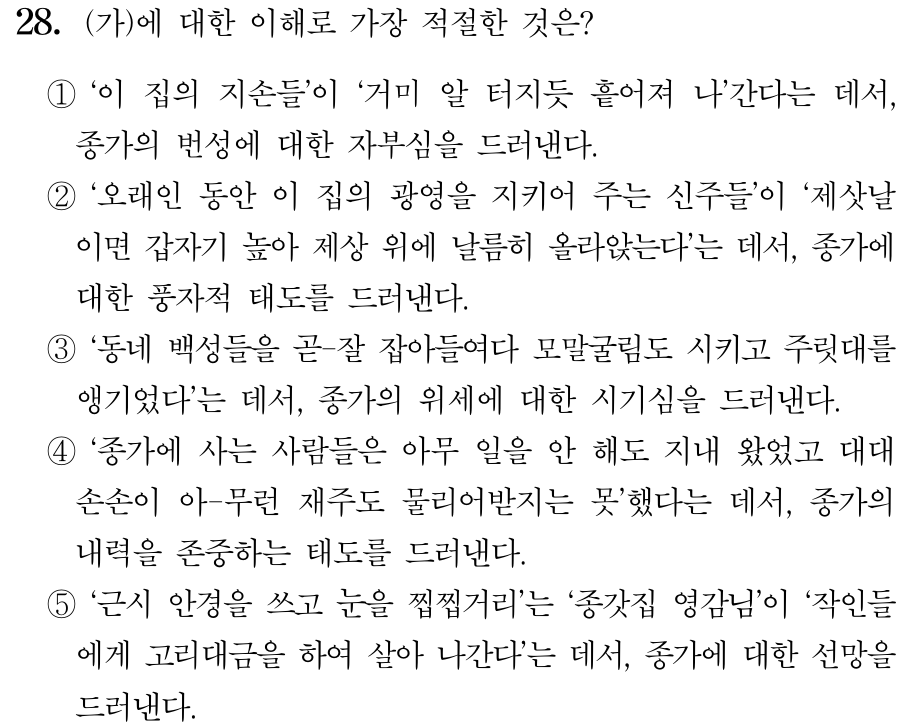 28. (가)에 대한 이해로 가장 적절한 것은?
① ‘이 집의 지손들’이 ‘거미 알 터지듯 흩어져 나’간다는 데서,
종가의 번성에 대한 자부심을 드러낸다.
② ‘오래인 동안 이 집의 광영을 지키어 주는 신주들’이 ‘제삿날
이면 갑자기 높아 제상 위에 날름히 올라앉는다’는 데서, 종가에
대한 풍자적 태도를 드러낸다.
③ ‘동네 백성들을 곧-잘 잡아들여다 모말굴림도 시키고 주릿대를
앵기었다’는 데서, 종가의 위세에 대한 시기심을 드러낸다.
④ ‘종가에 사는 사람들은 아무 일을 안 해도 지내 왔었고 대대
손손이 아-무런 재주도 물리어받지는 못’했다는 데서, 종가의
내력을 존중하는 태도를 드러낸다.
⑤ ‘근시 안경을 쓰고 눈을 찝찝거리’는 ‘종갓집 영감님’이 ‘작인들
에게 고리대금을 하여 살아 나간다’는 데서, 종가에 대한 선망을
드러낸다.